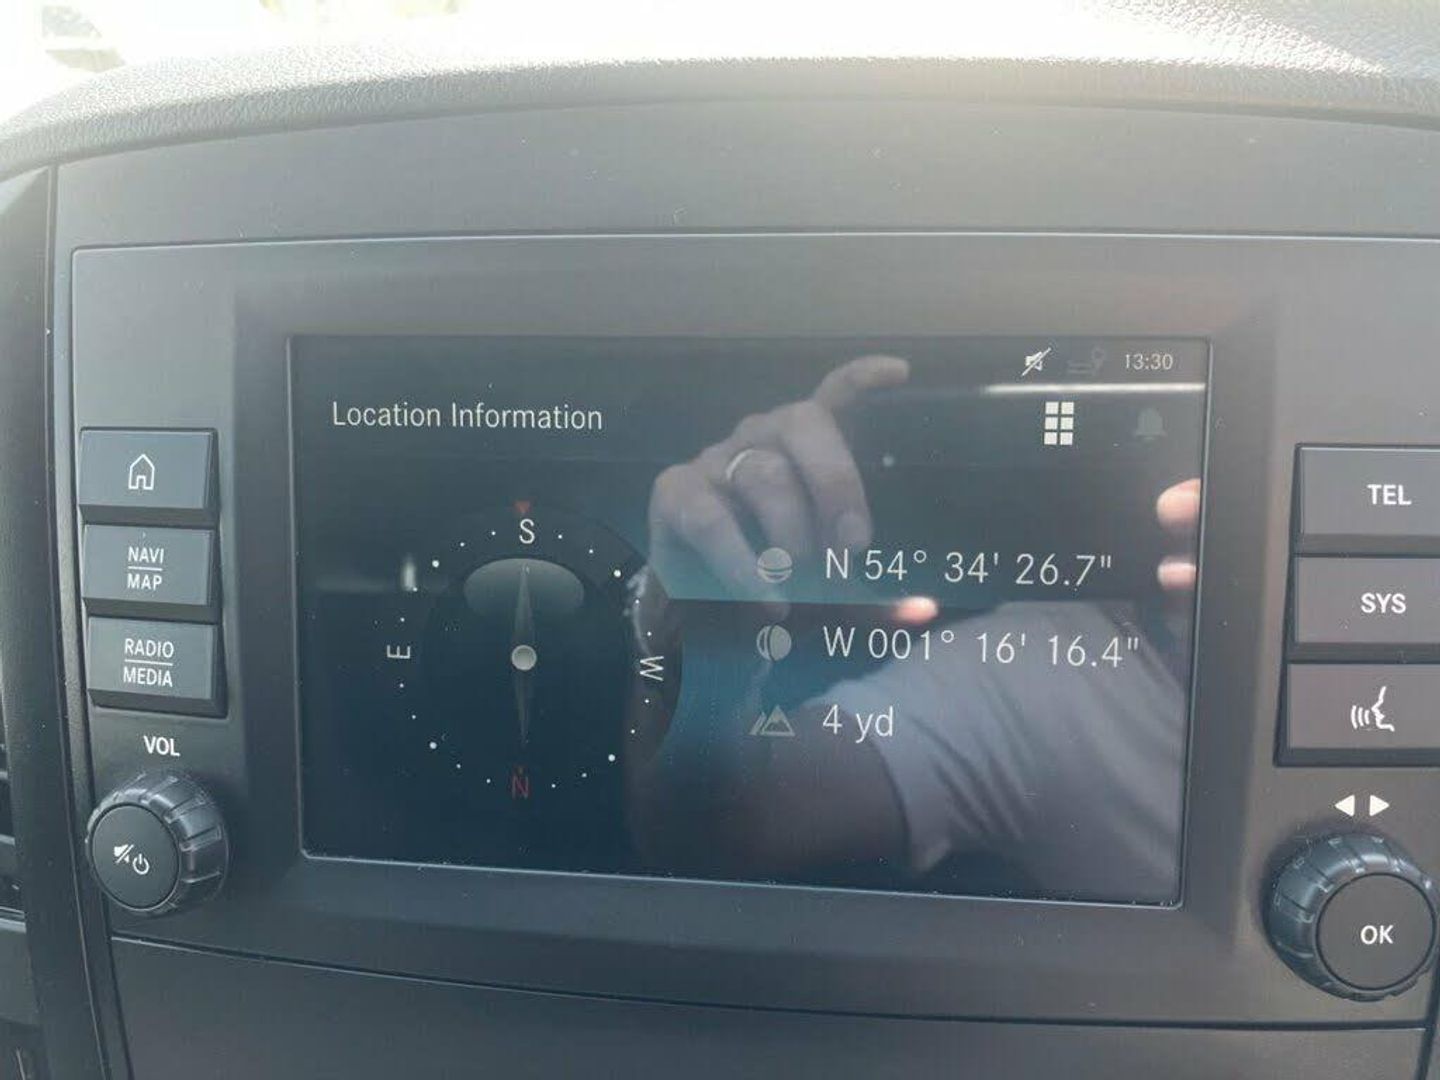 13:30
Location Information
S
E
W
N
N 54° 34' 26.7"
W 001° 16' 16.4"
4 yd
NAVI
MAP
RADIO
MEDIA
VOL
TEL
SYS
OK